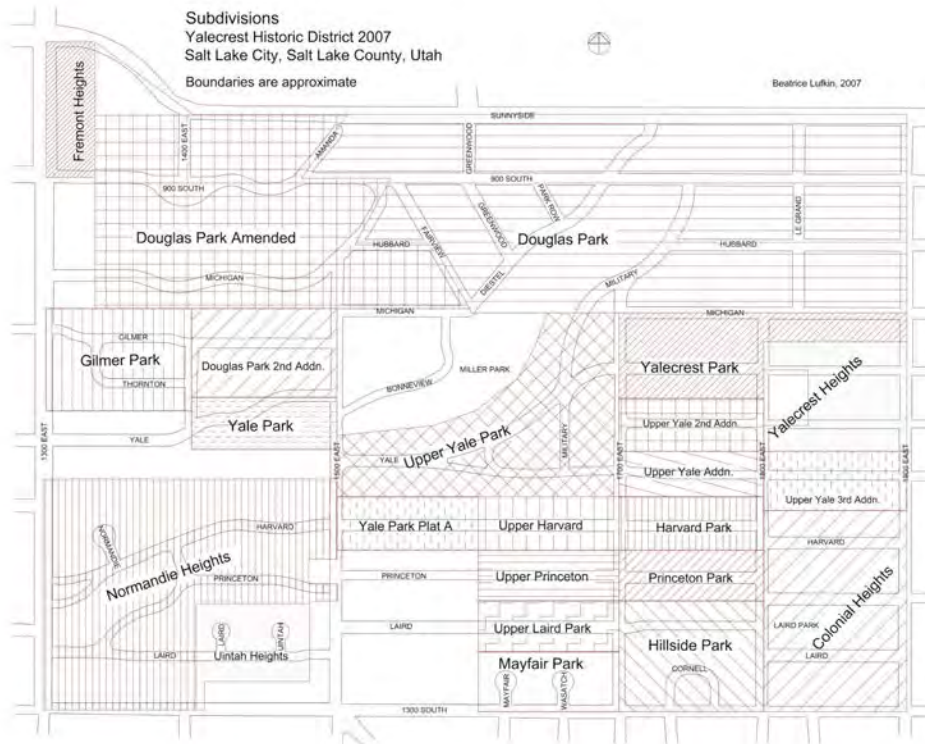 Subdivisions
Yalecrest Historic District 2007
Salt Lake City, Salt Lake County, Utah
Boundaries are approximate
Beatrice Lufkin, 2007
Fremont Heights
SUNNYSIDE
1400 EAST
AMANDA
GREENWOOD
900 SOUTH
900 SOUTH
GREENWOOD
PARK ROW
LE GRAND
Douglas Park Amended
HUBBARD
FAIRVIEW
Douglas Park
HUBBARD
MICHIGAN
DIESTEL
MILITARY
MICHIGAN
MICHIGAN
GILMER
Gilmer Park
THORNTON
Douglas Park 2nd Addn.
BONNEVIEW
MILLER PARK
Yalecrest Park
Yalecrest Heights
1300 EAST
YALE
Yale Park
1500 EAST
YALE
Upper Yale Park
MILITARY
1700 EAST
Upper Yale 2nd Addn.
1800 EAST
1900 EAST
Upper Yale Addn.
Upper Yale 3rd Addn.
NORMANDIE
HARVARD
Yale Park Plat A
Upper Harvard
Harvard Park
HARVARD
Normandie Heights
PRINCETON
PRINCETON
Upper Princeton
Princeton Park
Colonial Heights
LAIRD
UINTAH
LAIRD
Upper Laird Park
Hillside Park
LAIRD PARK
LAIRD
Uintah Heights
LAIRD
Mayfair Park
MAYFAIR
WASATCH
CORNELL
1300 SOUTH